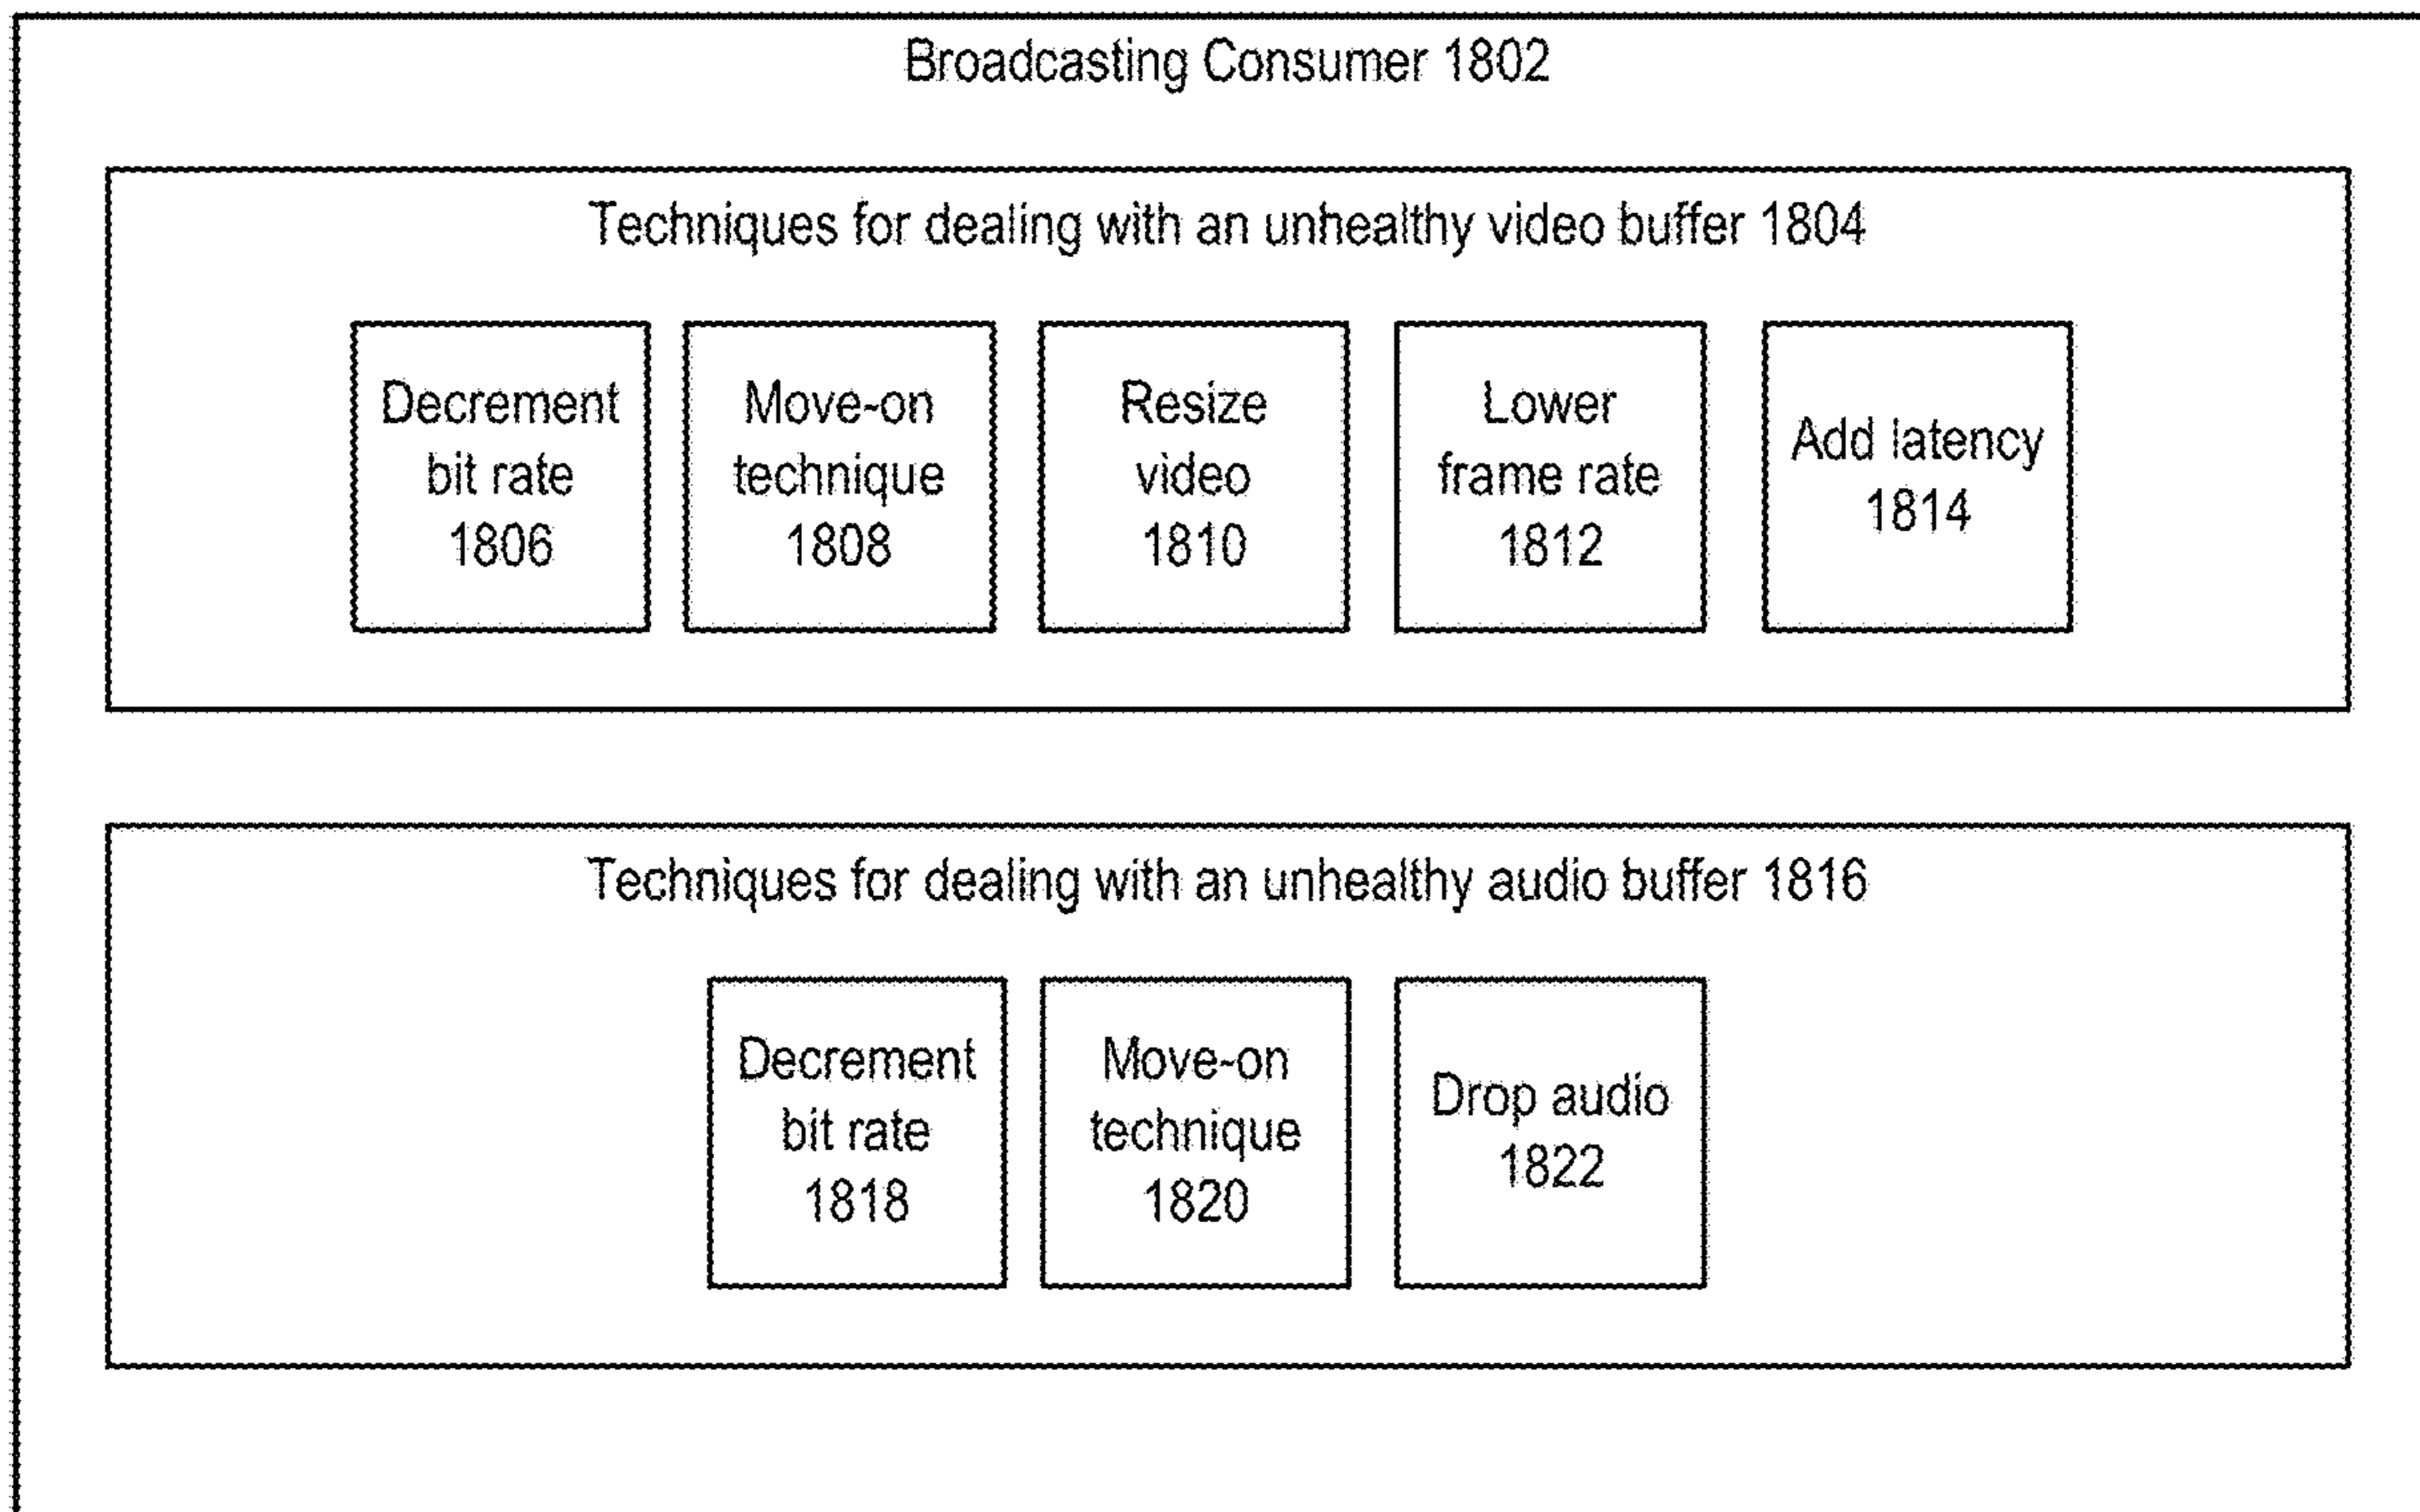 Broadcasting Consumer 1802
Techniques for dealing with an unhealthy video buffer 1804
Decrement
bit rate
1806
Move-on
technique
1808
Resize
video
1810
Lower
frame rate
1812
Add latency
1814
Techniques for dealing with an unhealthy audio buffer 1816
Decrement
bit rate
1818
Move-on
technique
1820
Drop audio
1822